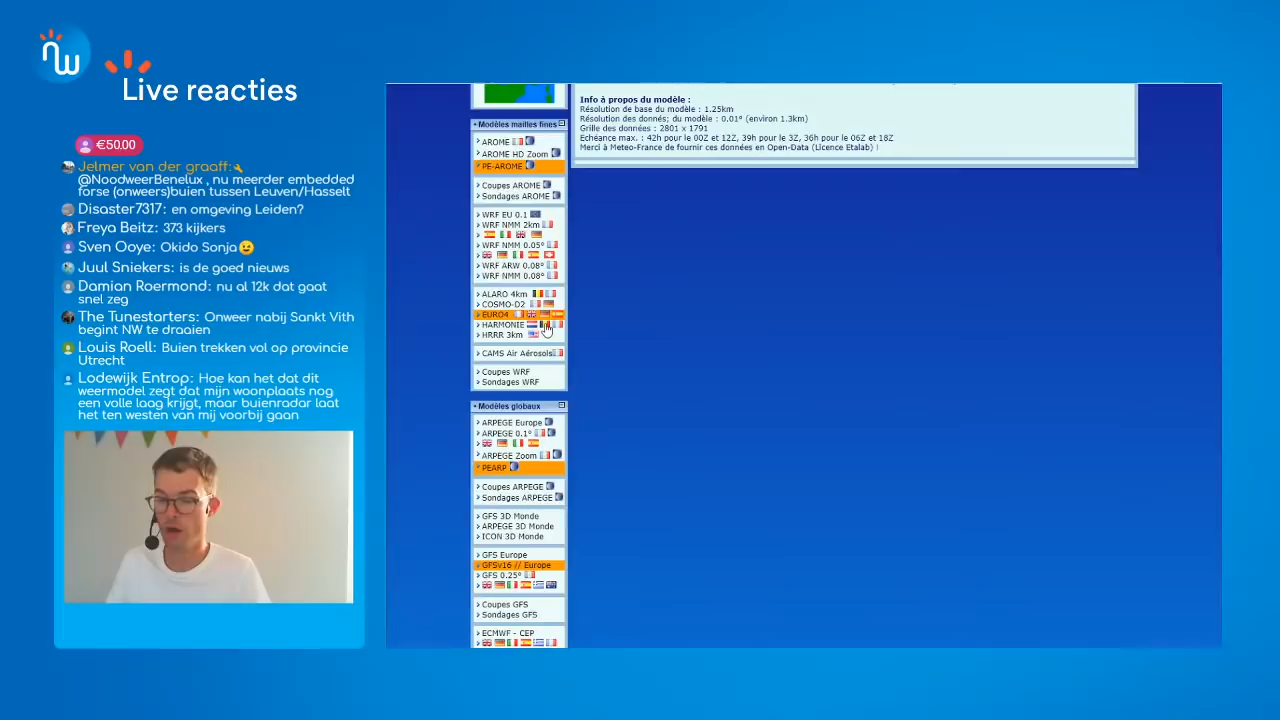 nw
Live reacties
€50.00
Jelmer van der graaff:
@NoodweerBenelux , nu meerder embedded
forse (onweers)buien tussen Leuven/Hasselt
Disaster7317: en omgeving Leiden?
Freya Beitz: 373 kijkers
Sven Ooye: Okido Sonja😉
Juul Sniekers: is de goed nieuws
Damian Roermond: nu al 12k dat gaat
snel zeg
The Tunestarters: Onweer nabij Sankt Vith
begint NW te draaien
Louis Roell: Buien trekken vol op provincie
Utrecht
Lodewijk Entrop: Hoe kan het dat dit
weermodel zegt dat mijn woonplaats nog
een volle laag krijgt, maar buienradar laat
het ten westen van mij voorbij gaan
Modèles mailles fines
AROME
AROME HD Zoom
PE-AROME
Coupes AROME
Sondages AROME
WRF EU 0.1
WRF NMM 2km
WRF NMM 0.05°
WRF ARW 0.08°
WRF NMM 0.08°
ALARO 4km
COSMO-D2
EURO4
HARMONIE
HRRR 3km
CAMS Air Aérosols
Coupes WRF
Sondages WRF
Modèles globaux
ARPEGE Europe
ARPEGE 0.1°
ARPEGE Zoom
PEARP
Coupes ARPEGE
Sondages ARPEGE
GFS 3D Monde
ARPEGE 3D Monde
ICON 3D Monde
GFS Europe
GFSv16 // Europe
GFS 0.25°
Coupes GFS
Sondages GFS
ECMWF - CEP
Info à propos du modèle :
Résolution de base du modèle : 1.25km
Résolution des donnés; du modèle : 0.01° (environ 1.3km)
Grille des données : 2801 x 1791
Echéance max. : 42h pour le 00Z et 12Z, 39h pour le 3Z, 36h pour le 06Z et 18Z
Merci à Meteo-France de fournir ces données en Open-Data (Licence Etalab) !